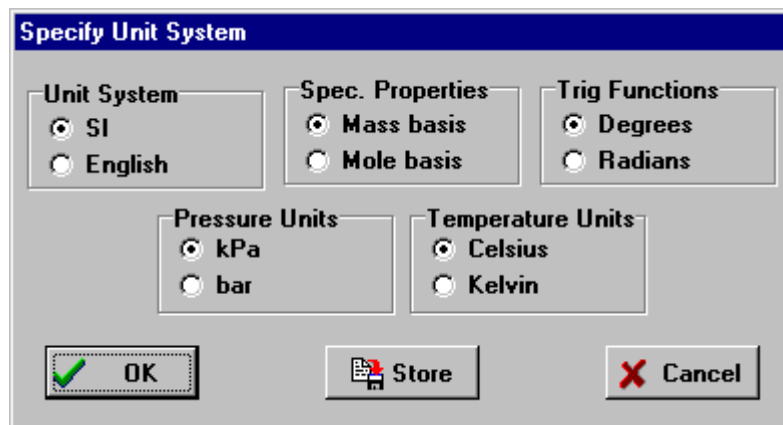 Specify Unit System
Unit System
SI
English
Spec. Properties
Mass basis
Mole basis
Trig Functions
Degrees
Radians
Pressure Units
kPa
bar
Temperature Units
Celsius
Kelvin
OK
Store
Cancel